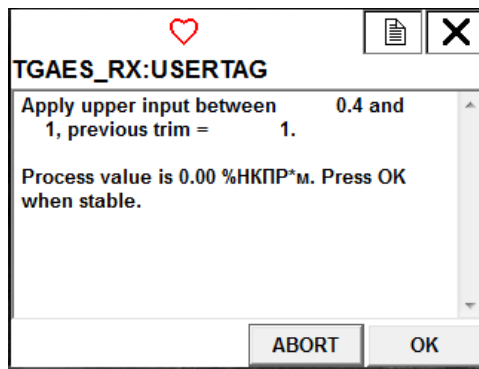 TGAES_RX:USERTAG
Apply upper input between 0.4 and
1, previous trim = 1.
Process value is 0.00 %НКПР*м. Press OK
when stable.
ABORT OK